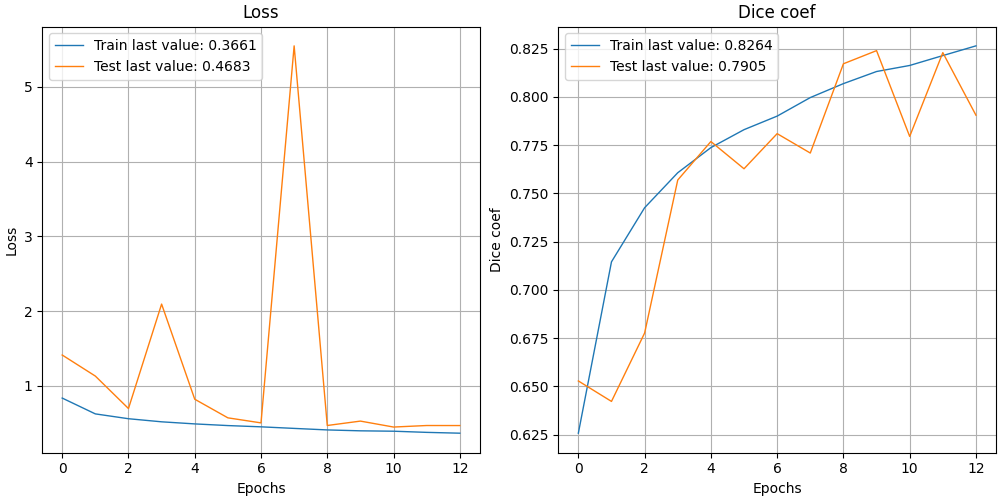 Loss
Train last value: 0.3661
Test last value: 0.4683
5
4
3
2
1
Loss
0 2 4 6 8 10 12
Epochs
Dice coef
Train last value: 0.8264
Test last value: 0.7905
0.825
0.800
0.775
0.750
0.725
0.700
0.675
0.650
0.625
Dice coef
0 2 4 6 8 10 12
Epochs